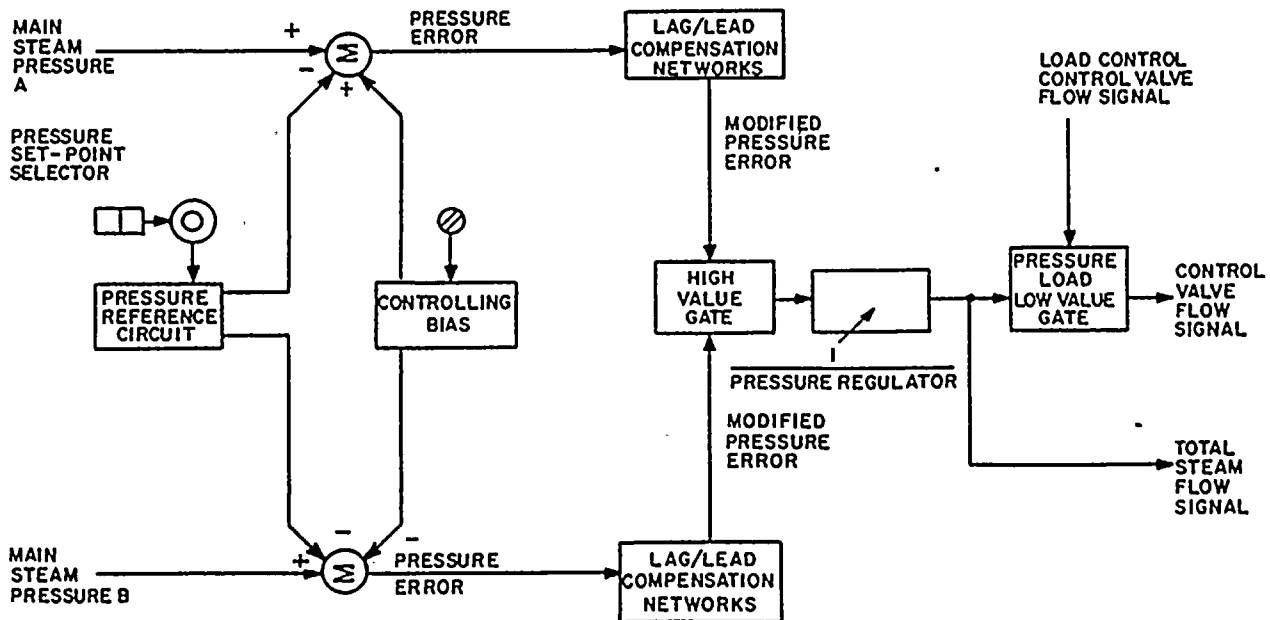 MAIN
STEAM
PRESSURE
A
+
M
-
+
PRESSURE
ERROR
LAG/LEAD
COMPENSATION
NETWORKS
LOAD CONTROL
CONTROL VALVE
FLOW SIGNAL
MODIFIED
PRESSURE
ERROR
PRESSURE
SET-POINT
SELECTOR
PRESSURE
REFERENCE
CIRCUIT
CONTROLLING
BIAS
HIGH
VALUE
GATE
1
PRESSURE REGULATOR
PRESSURE
LOAD
LOW VALUE
GATE
CONTROL
VALVE
FLOW
SIGNAL
MODIFIED
PRESSURE
ERROR
TOTAL
STEAM
FLOW
SIGNAL
MAIN
STEAM
PRESSURE B
+
-
-
M
PRESSURE
ERROR
LAG/LEAD
COMPENSATION
NETWORKS